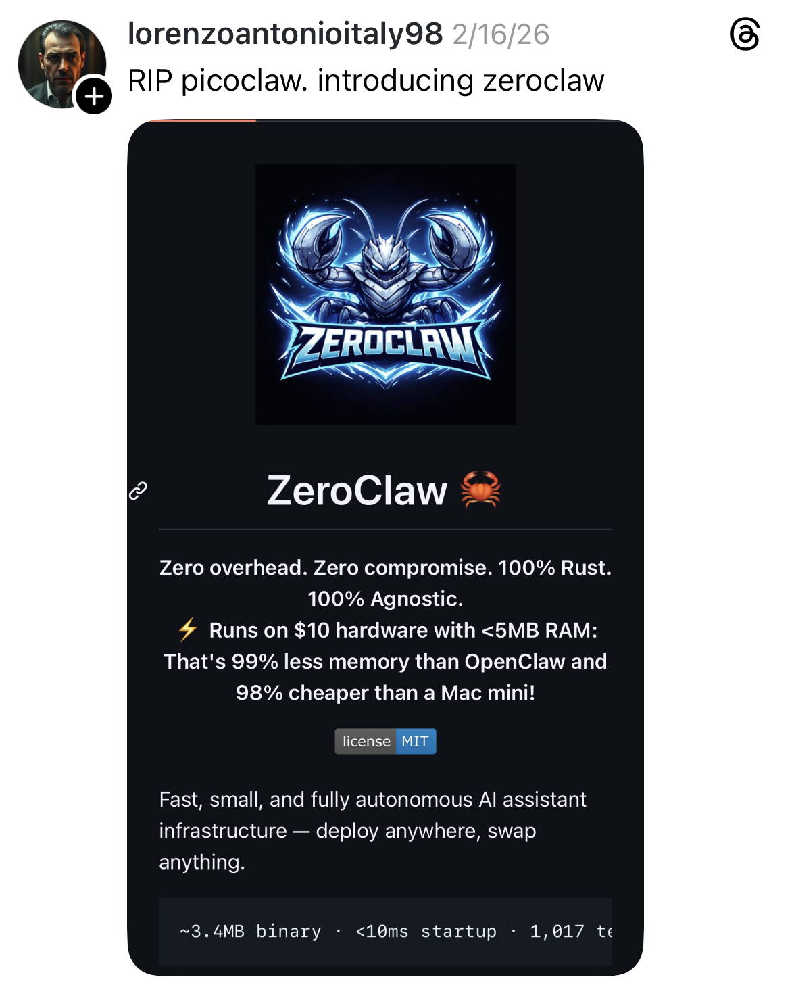 lorenzoantonioitaly98 2/16/26
RIP picoclaw. introducing zeroclaw
ZEROCLAW
ZeroClaw 🦀
Zero overhead. Zero compromise. 100% Rust.
100% Agnostic.
⚡ Runs on $10 hardware with <5MB RAM:
That's 99% less memory than OpenClaw and
98% cheaper than a Mac mini!
license MIT
Fast, small, and fully autonomous AI assistant
infrastructure — deploy anywhere, swap
anything.
~3.4MB binary · <10ms startup · 1,017